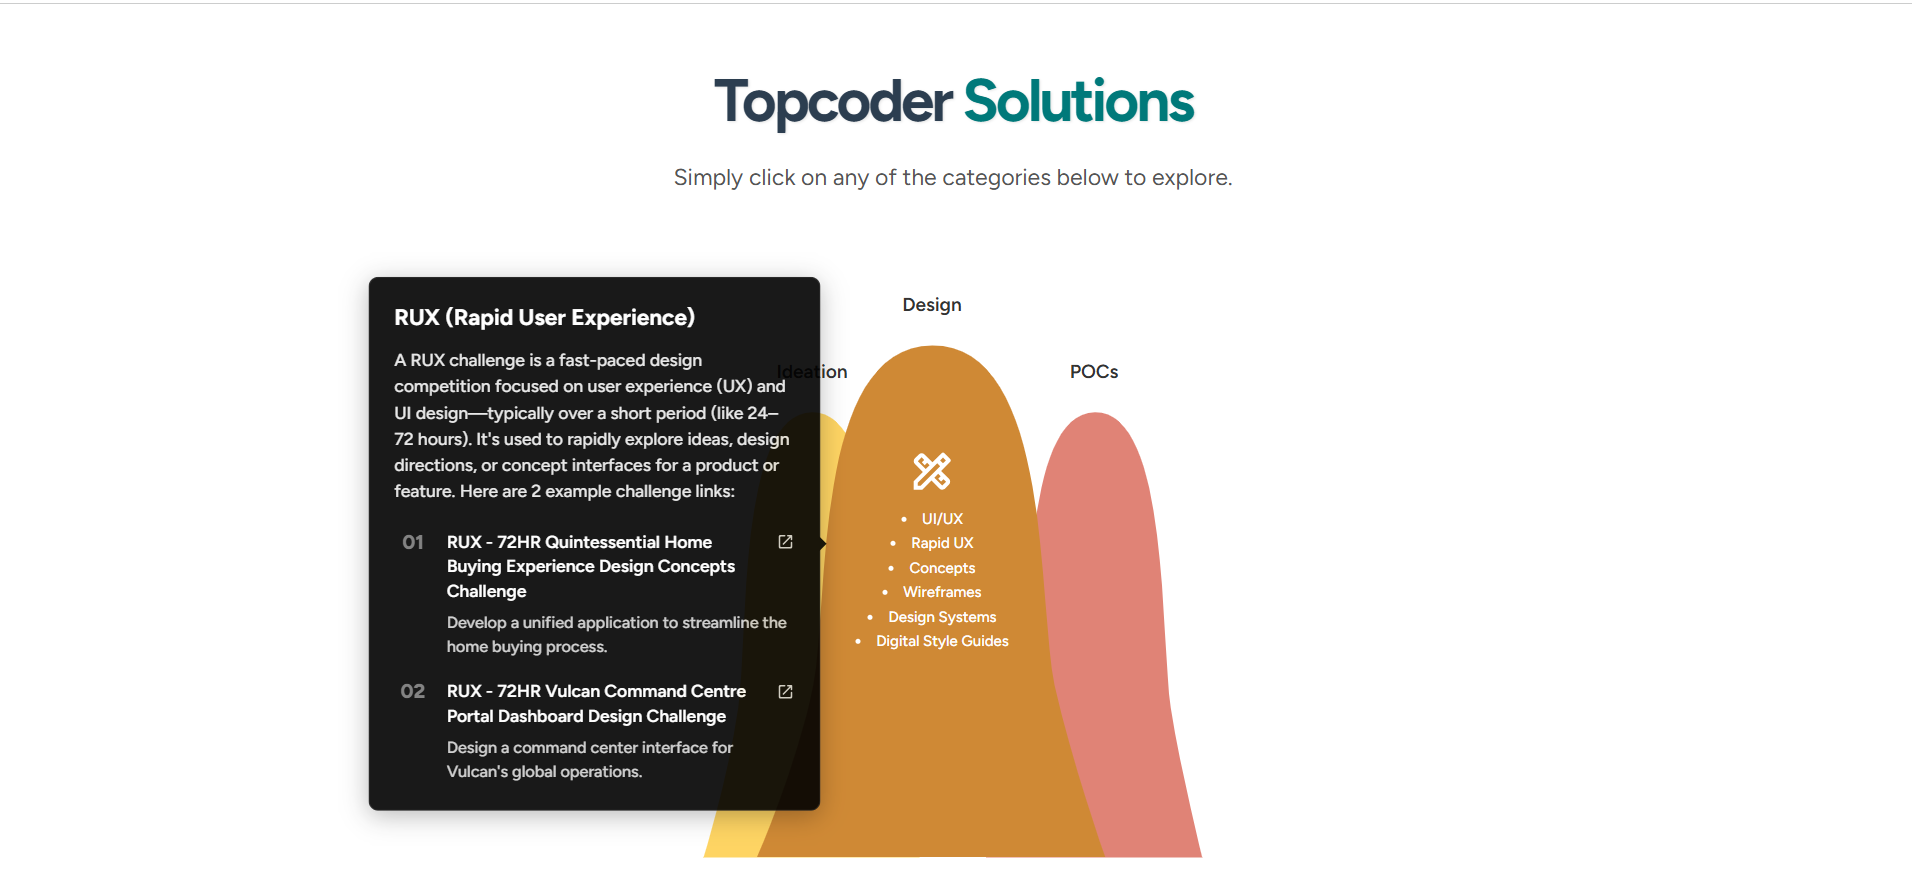 Topcoder Solutions
Simply click on any of the categories below to explore.
RUX (Rapid User Experience)
A RUX challenge is a fast-paced design
competition focused on user experience (UX) and
UI design—typically over a short period (like 24–
72 hours). It's used to rapidly explore ideas, design
directions, or concept interfaces for a product or
feature. Here are 2 example challenge links:
01 RUX - 72HR Quintessential Home
Buying Experience Design Concepts
Challenge
Develop a unified application to streamline the
home buying process.
02 RUX - 72HR Vulcan Command Centre
Portal Dashboard Design Challenge
Design a command center interface for
Vulcan's global operations.
Ideation
Design
• UI/UX
• Rapid UX
• Concepts
• Wireframes
• Design Systems
• Digital Style Guides
POCs